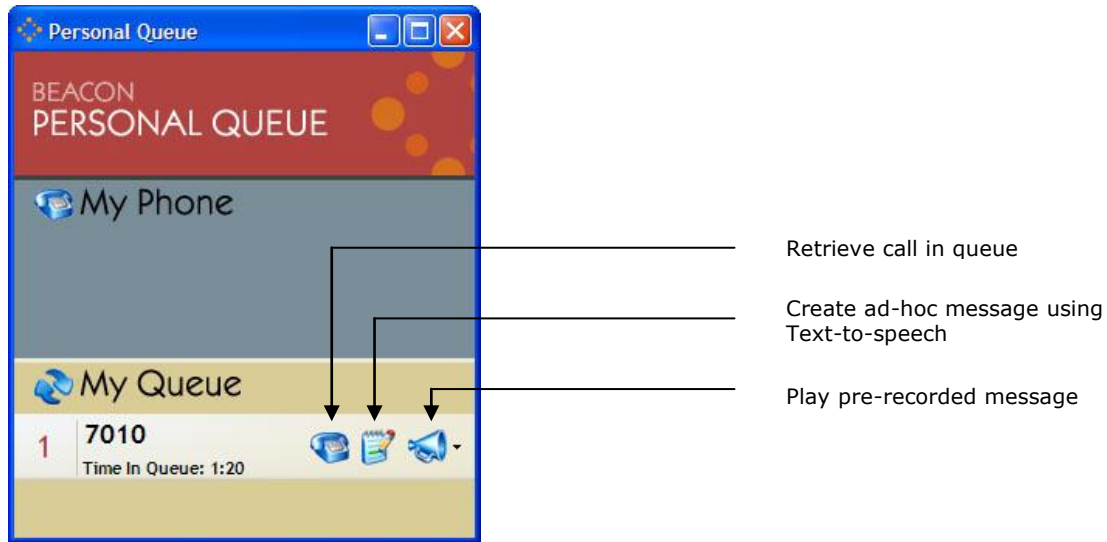 Personal Queue
BEACON
PERSONAL QUEUE
My Phone
My Queue
1
7010
Time In Queue: 1:20
Retrieve call in queue
Create ad-hoc message using
Text-to-speech
Play pre-recorded message